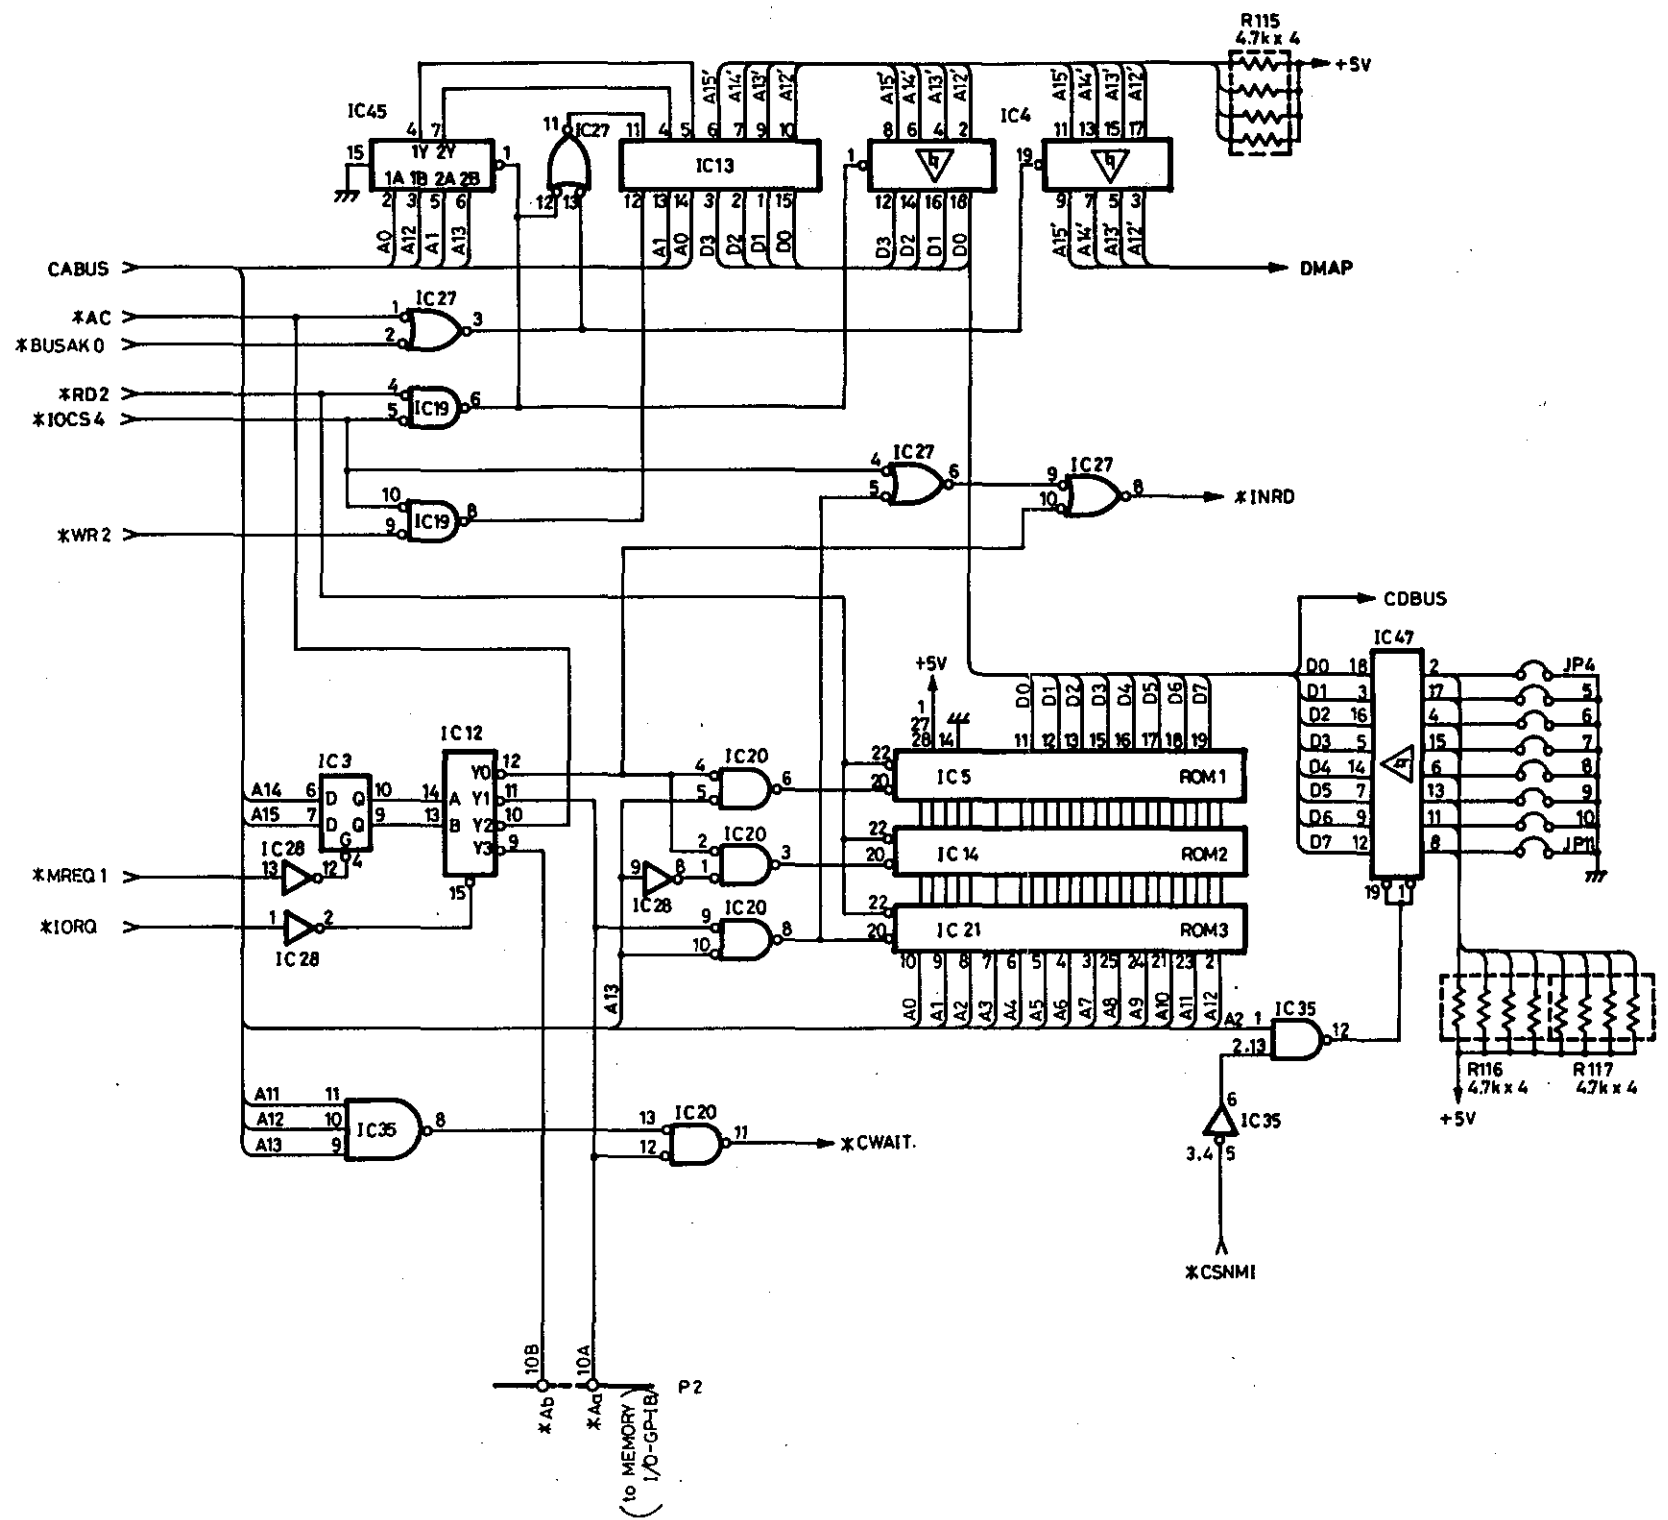 R115
4.7k x 4
+5V
IC45
4 7
1Y 2Y
15
1
1A 1B 2A 2B
2 3 5 6
A0 A12 A1 A13
11 IC27
12 13
11 4 5 6 7 9 10
A15' A14' A13' A12'
IC13
12 13 14 3 2 1 15
A1 A0 D3 D2 D1 D0
A15' A14' A13' A12'
8 6 4 2
1
12 14 16 18
D3 D2 D1 D0
IC4
A15' A14' A13' A12'
11 13 15 17
19
9 7 5 3
A15' A14' A13' A12'
CABUS
DMAP
*AC
1 IC27
3
*BUSAK0
2
*RD2
4
IC19 6
*IOCS4
5
10
IC19 8
*WR2
9
4 IC27
5
6
9 IC27
10
8
*INRD
CDBUS
IC47
D0 18 2 JP4
D1 3 17 5
D2 16 4 6
D3 5 15 7
D4 14 6 8
D5 7 13 9
D6 9 11 10
D7 12 8 JP11
19 1
+5V
1
27
28 14
D0 D1 D2 D3 D4 D5 D6 D7
11 12 13 15 16 17 18 19
22
20
IC5 ROM1
22
20
IC14 ROM2
22
20
IC21 ROM3
10 9 8 7 6 5 4 3 25 24 21 23 2
A0 A1 A2 A3 A4 A5 A6 A7 A8 A9 A10 A11 A12
IC3
A14 6 D Q 10
A15 7 D Q 9
G
4
IC12
14 A
13 B
Y0 12
Y1 11
Y2 10
Y3 9
15
*MREQ1
13 IC28 12
*IORQ
1 2
IC28
4 IC20
5
6
2 IC20
1
3
9 8
IC28
9 IC20
10
8
A13
A2 1 IC35
2.13
12
6
IC35
3.4 5
*CSNMI
R116
4.7k x 4
R117
4.7k x 4
+5V
A11 11
A12 10
A13 9
IC35 8
13 IC20
12
11
*CWAIT.
10B 10A
P2
*Ab *Aa
(to MEMORY
I/O-GP-IB)